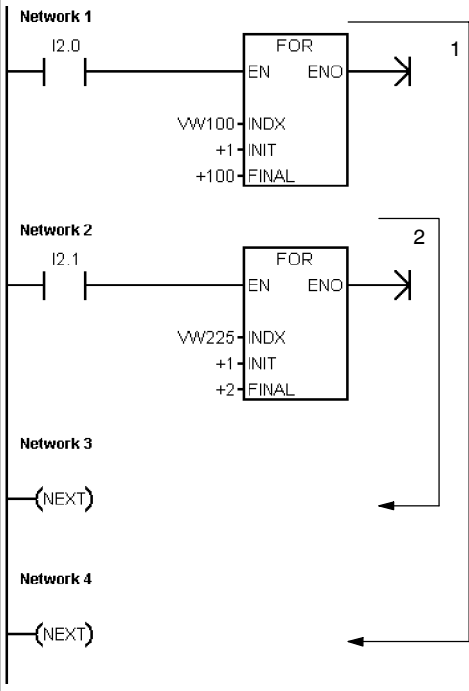 Network 1
I2.0
FOR
1
EN ENO
VW100 INDX
+1 INIT
+100 FINAL
Network 2
2
I2.1
FOR
EN ENO
VW225 INDX
+1 INIT
+2 FINAL
Network 3
(NEXT)
Network 4
(NEXT)